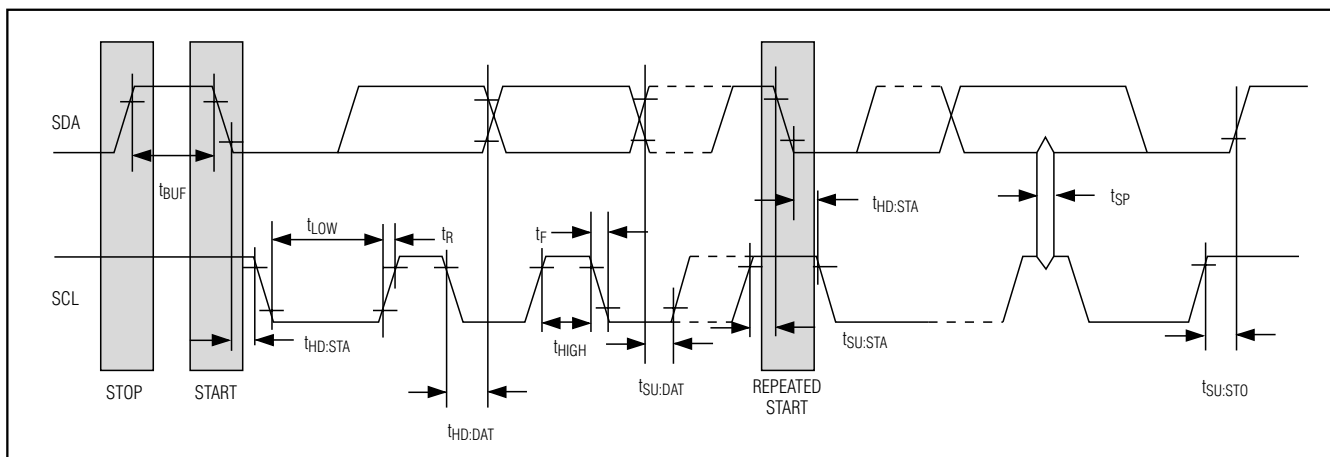 SDA
tBUF
tLOW
tR
tF
tHD:STA
tSP
SCL
tHD:STA
tHIGH
tSU:DAT
tSU:STA
tSU:STO
STOP
START
REPEATED
START
tHD:DAT